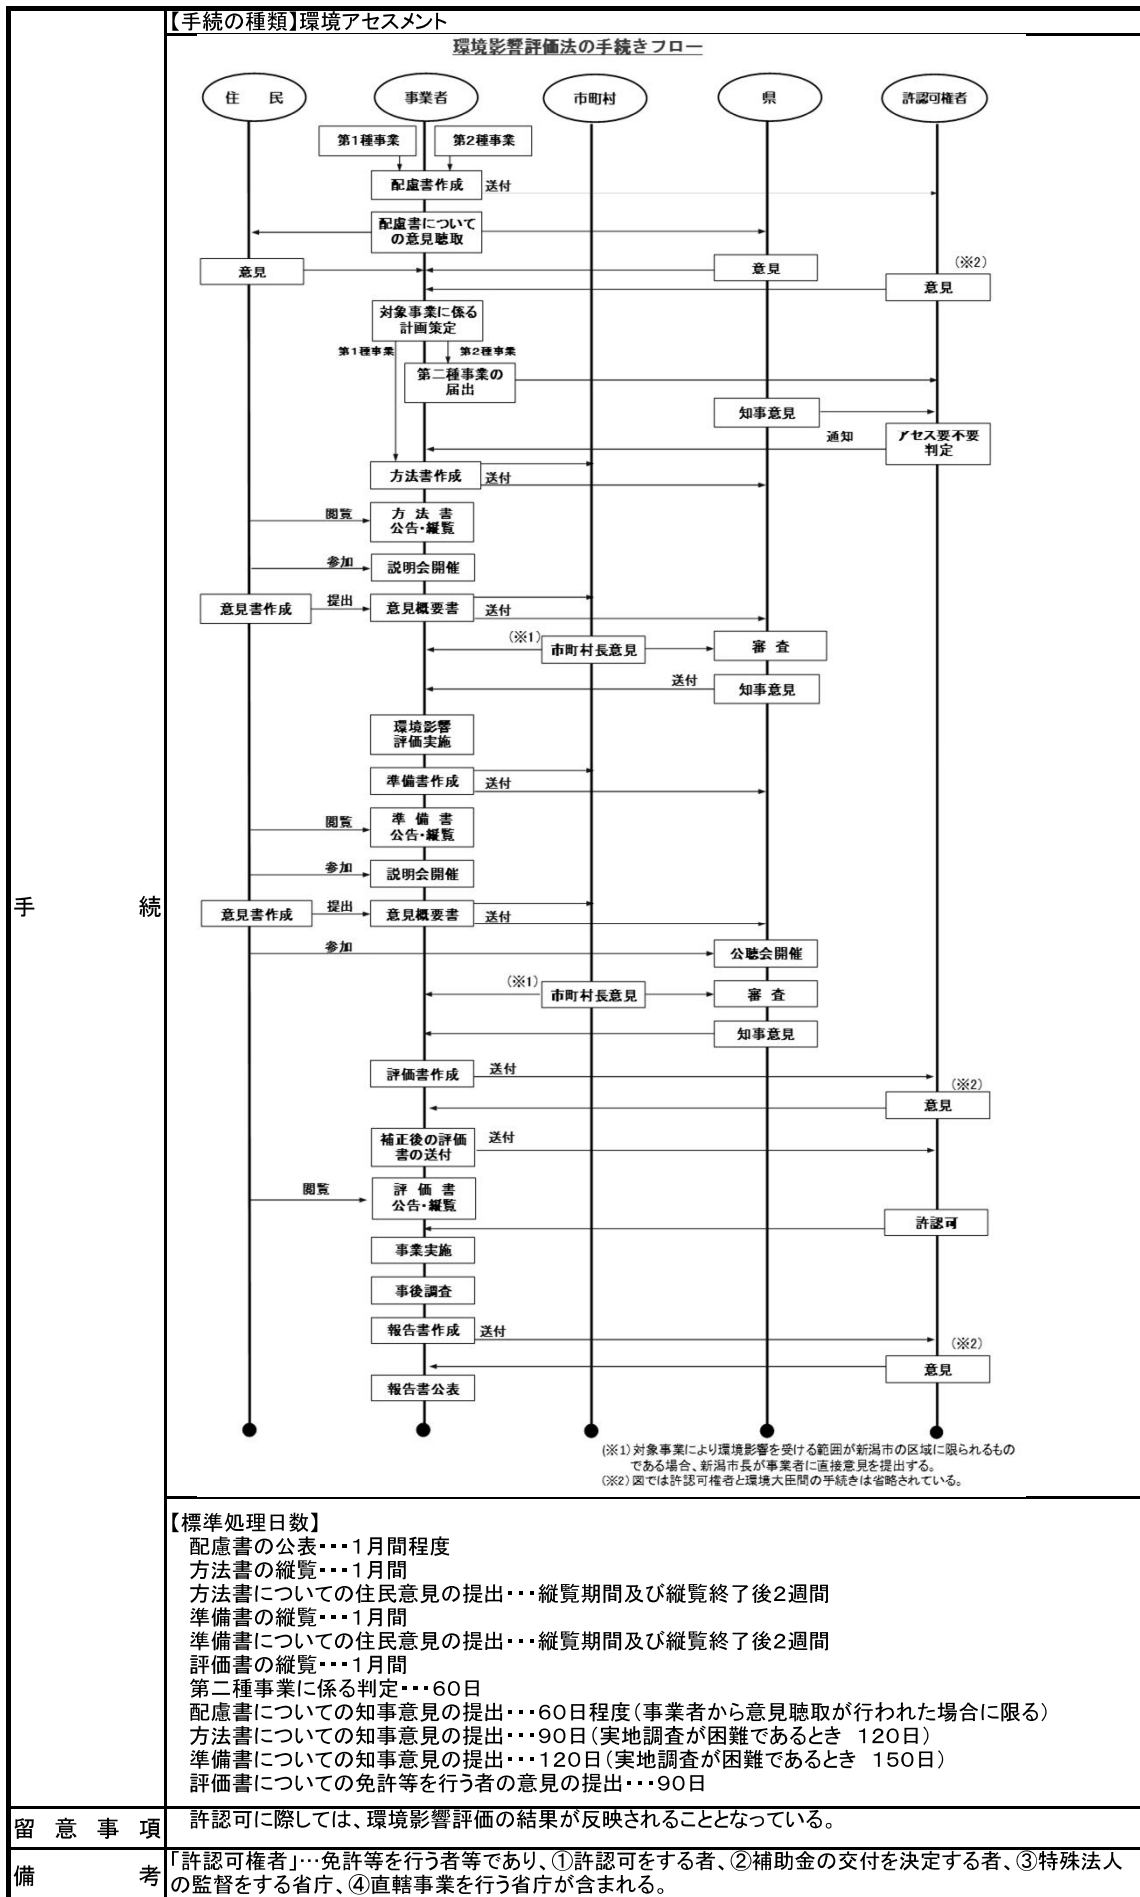 【手続の種類】環境アセスメント
環境影響評価法の手続きフロー
住　民　事業者　市町村　県　許認可権者
第1種事業　第2種事業
配慮書作成　送付
配慮書について
の意見聴取
意見　意見　(※2)
意見
対象事業に係る
計画策定
第1種事業　第2種事業
第二種事業の
届出
知事意見
通知　アセス要不要
判定
方法書作成　送付
閲覧　方　法　書
公告・縦覧
参加　説明会開催
意見書作成　提出　意見概要書　送付
(※1)　市町村長意見　審　査
送付　知事意見
環境影響
評価実施
準備書作成　送付
閲覧　準　備　書
公告・縦覧
参加　説明会開催
手　続
意見書作成　提出　意見概要書　送付
参加　公聴会開催
(※1)　市町村長意見　審　査
知事意見
評価書作成　送付
(※2)
意見
補正後の評価
書の送付　送付
閲覧　評　価　書
公告・縦覧
許認可
事業実施
事後調査
報告書作成　送付
(※2)
意見
報告書公表
(※1)対象事業により環境影響を受ける範囲が新潟市の区域に限られるもの
である場合、新潟市長が事業者に直接意見を提出する。
(※2)図では許認可権者と環境大臣間の手続きは省略されている。
【標準処理日数】
配慮書の公表･･･1月間程度
方法書の縦覧･･･1月間
方法書についての住民意見の提出･･･縦覧期間及び縦覧終了後2週間
準備書の縦覧･･･1月間
準備書についての住民意見の提出･･･縦覧期間及び縦覧終了後2週間
評価書の縦覧･･･1月間
第二種事業に係る判定･･･60日
配慮書についての知事意見の提出･･･60日程度(事業者から意見聴取が行われた場合に限る)
方法書についての知事意見の提出･･･90日(実地調査が困難であるとき　120日)
準備書についての知事意見の提出･･･120日(実地調査が困難であるとき　150日)
評価書についての免許等を行う者の意見の提出･･･90日
留　意　事　項　許認可に際しては、環境影響評価の結果が反映されることとなっている。
備　考　「許認可権者」…免許等を行う者等であり、①許認可をする者、②補助金の交付を決定する者、③特殊法人
の監督をする省庁、④直轄事業を行う省庁が含まれる。